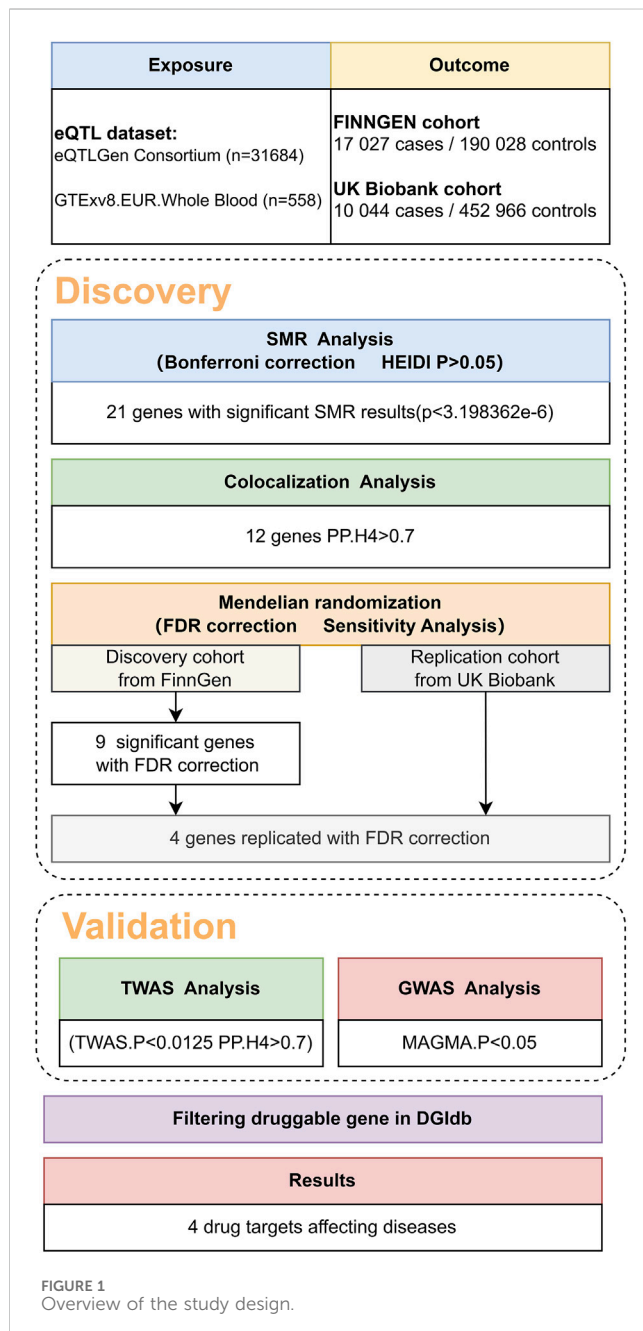 Exposure
Outcome
eQTL dataset:
eQTLGen Consortium (n=31684)
GTExv8.EUR.Whole Blood (n=558)
FINNGEN cohort
17 027 cases / 190 028 controls
UK Biobank cohort
10 044 cases / 452 966 controls
Discovery
SMR Analysis
(Bonferroni correction HEIDI P>0.05)
21 genes with significant SMR results(p<3.198362e-6)
Colocalization Analysis
12 genes PP.H4>0.7
Mendelian randomization
(FDR correction Sensitivity Analysis)
Discovery cohort
from FinnGen
Replication cohort
from UK Biobank
9 significant genes
with FDR correction
4 genes replicated with FDR correction
Validation
TWAS Analysis
(TWAS.P<0.0125 PP.H4>0.7)
GWAS Analysis
MAGMA.P<0.05
Filtering druggable gene in DGIdb
Results
4 drug targets affecting diseases
FIGURE 1
Overview of the study design.